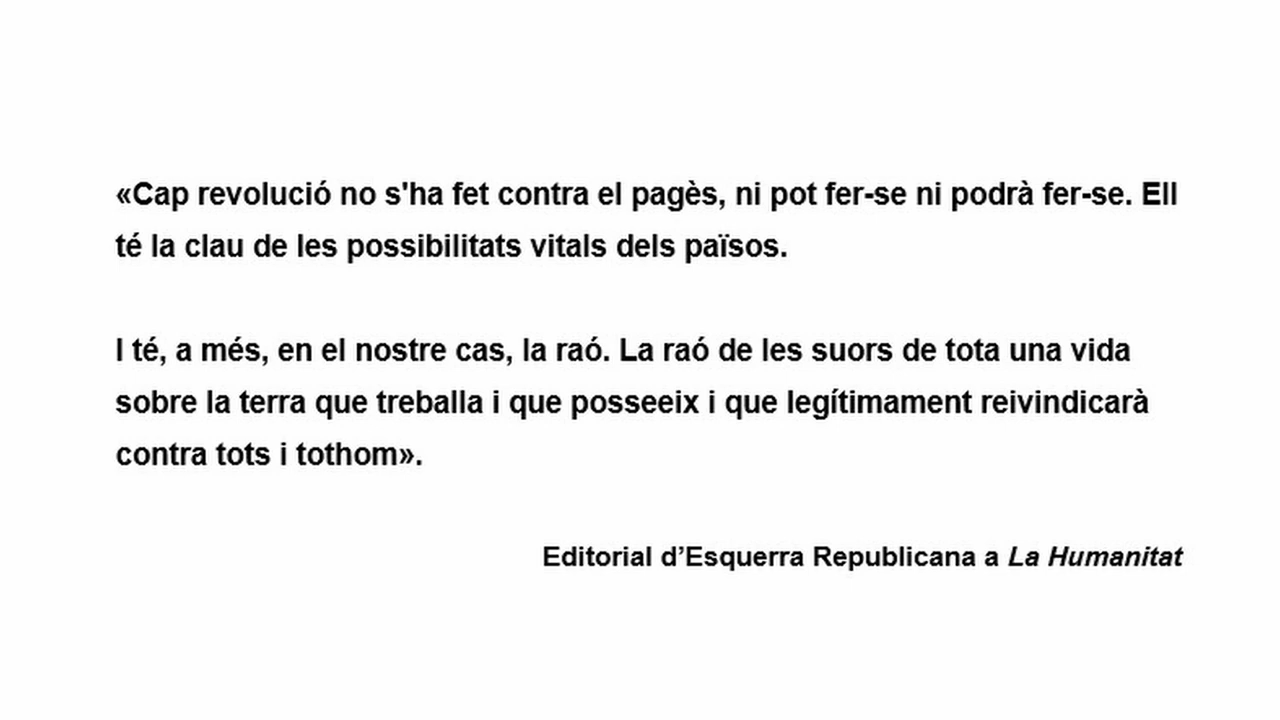 «Cap revolució no s'ha fet contra el pagès, ni pot fer-se ni podrà fer-se. Ell
té la clau de les possibilitats vitals dels països.
I té, a més, en el nostre cas, la raó. La raó de les suors de tota una vida
sobre la terra que treballa i que posseeix i que legítimament reivindicarà
contra tots i tothom».
Editorial d’Esquerra Republicana a La Humanitat